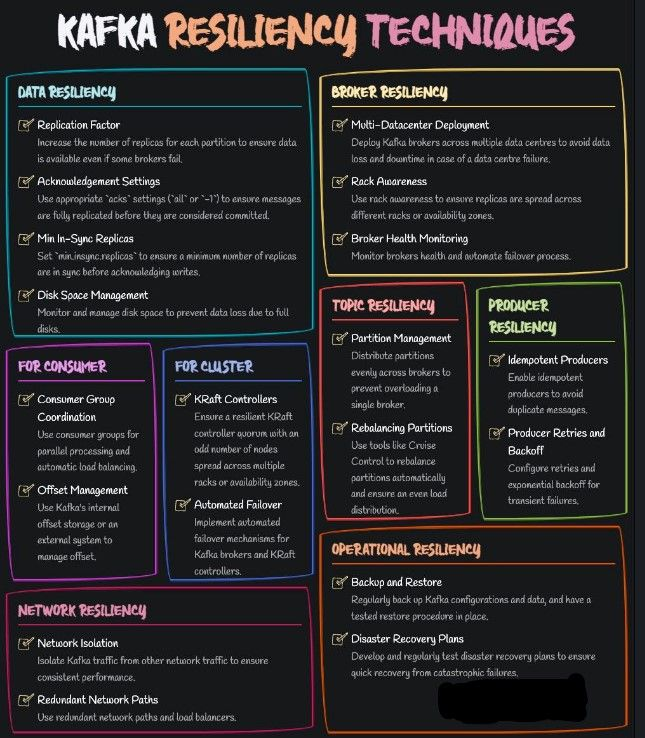 KAFKA RESILIENCY TECHNIQUES
DATA RESILIENCY
Replication Factor
Increase the number of replicas for each partition to ensure data
is available even if some brokers fail.
Acknowledgement Settings
Use appropriate `acks` settings (`all` or `-1`) to ensure messages
are fully replicated before they are considered committed.
Min In-Sync Replicas
Set `min.insync.replicas` to ensure a minimum number of replicas
are in sync before acknowledging writes.
Disk Space Management
Monitor and manage disk space to prevent data loss due to full
disks.
BROKER RESILIENCY
Multi-Datacenter Deployment
Deploy Kafka brokers across multiple data centres to avoid data
loss and downtime in case of a data centre failure.
Rack Awareness
Use rack awareness to ensure replicas are spread across
different racks or availability zones.
Broker Health Monitoring
Monitor brokers health and automate failover process.
TOPIC RESILIENCY
Partition Management
Distribute partitions
evenly across brokers to
prevent overloading a
single broker.
Rebalancing Partitions
Use tools like Cruise
Control to rebalance
partitions automatically
and ensure an even load
distribution.
PRODUCER
RESILIENCY
Idempotent Producers
Enable idempotent
producers to avoid
duplicate messages.
Producer Retries and
Backoff
Configure retries and
exponential backoff for
transient failures.
FOR CONSUMER
Consumer Group
Coordination
Use consumer groups for
parallel processing and
automatic load balancing.
Offset Management
Use Kafka's internal
offset storage or an
external system to
manage offset.
FOR CLUSTER
KRaft Controllers
Ensure a resilient KRaft
controller quorum with an
odd number of nodes
spread across multiple
racks or availability zones.
Automated Failover
Implement automated
failover mechanisms for
Kafka brokers and KRaft
controllers.
OPERATIONAL RESILIENCY
Backup and Restore
Regularly back up Kafka configurations and data, and have a
tested restore procedure in place.
Disaster Recovery Plans
Develop and regularly test disaster recovery plans to ensure
quick recovery from catastrophic failures.
NETWORK RESILIENCY
Network Isolation
Isolate Kafka traffic from other network traffic to ensure
consistent performance.
Redundant Network Paths
Use redundant network paths and load balancers.